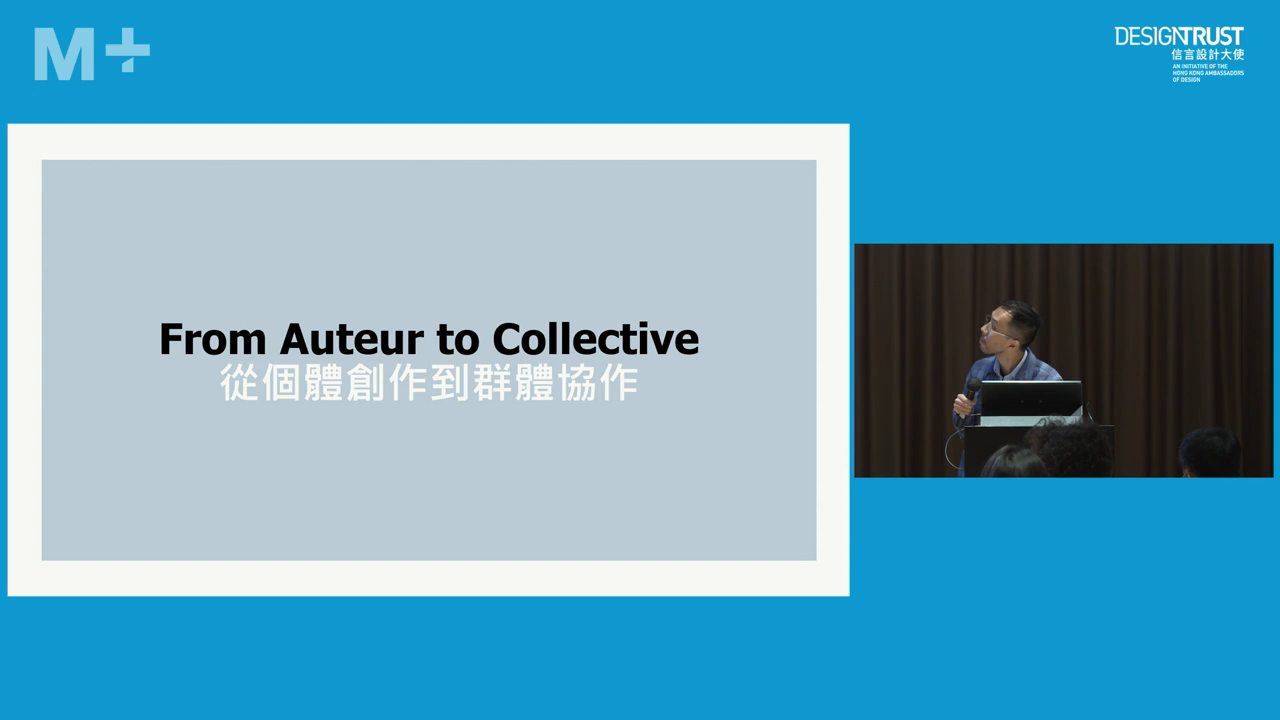 M+
DESIGNTRUST
信言設計大使
AN INITIATIVE OF THE
HONG KONG AMBASSADORS
OF DESIGN
From Auteur to Collective
從個體創作到群體協作